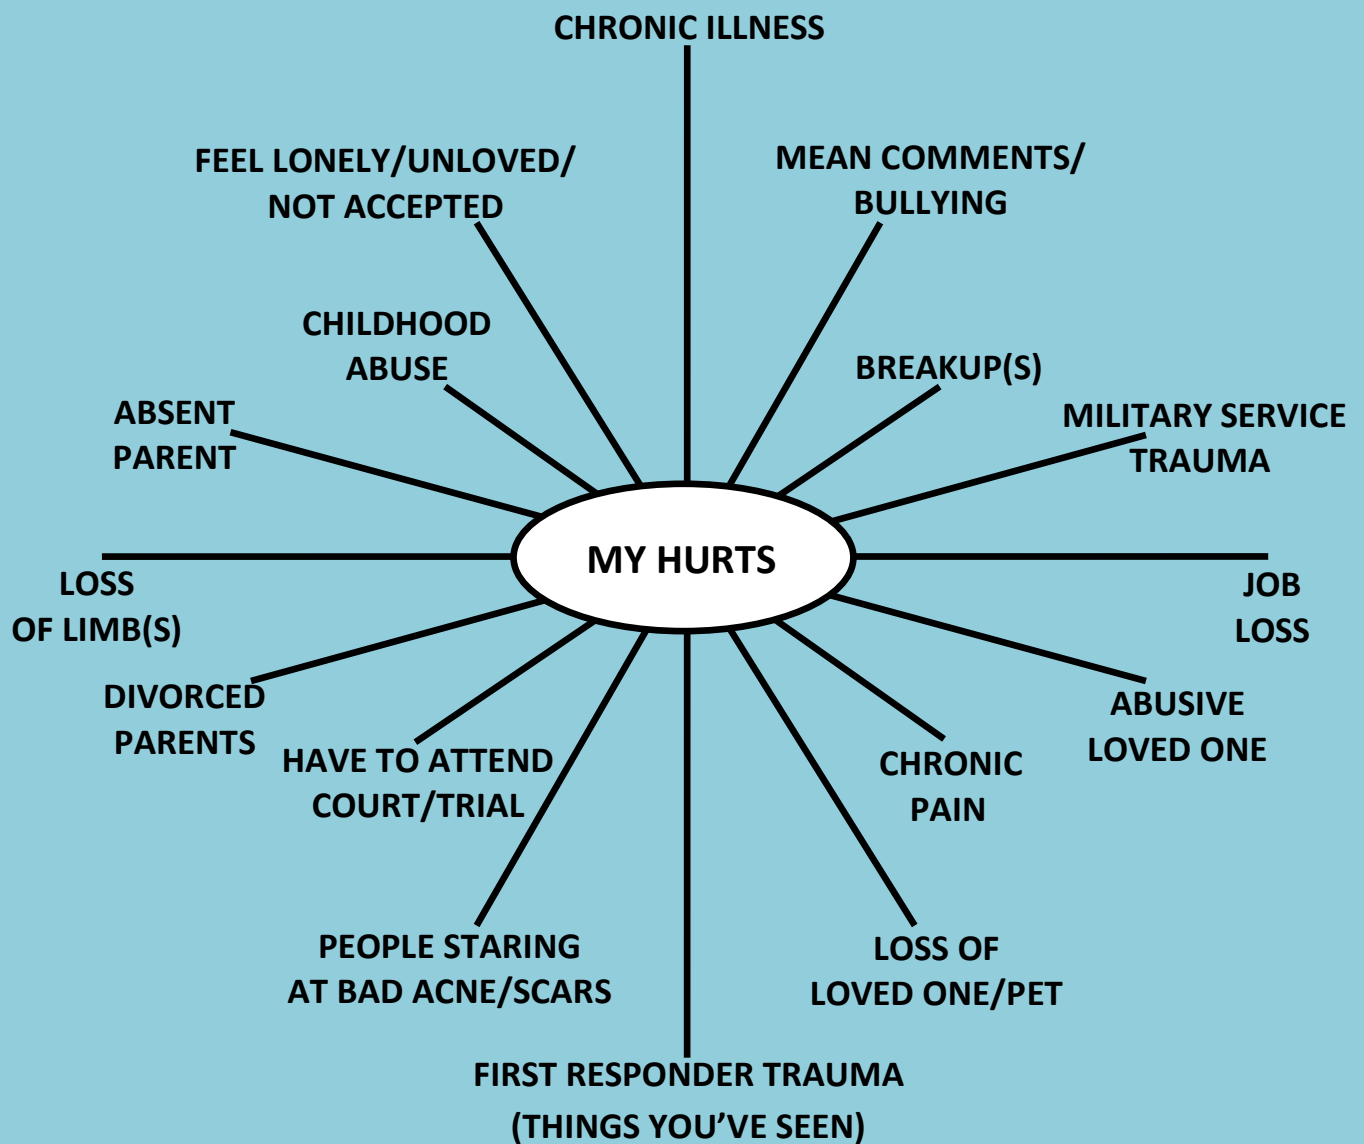 CHRONIC ILLNESS
FEEL LONELY/UNLOVED/
NOT ACCEPTED
MEAN COMMENTS/
BULLYING
CHILDHOOD
ABUSE
BREAKUP(S)
ABSENT
PARENT
MILITARY SERVICE
TRAUMA
MY HURTS
LOSS
OF LIMB(S)
JOB
LOSS
DIVORCED
PARENTS
ABUSIVE
LOVED ONE
HAVE TO ATTEND
COURT/TRIAL
CHRONIC
PAIN
PEOPLE STARING
AT BAD ACNE/SCARS
LOSS OF
LOVED ONE/PET
FIRST RESPONDER TRAUMA
(THINGS YOU'VE SEEN)